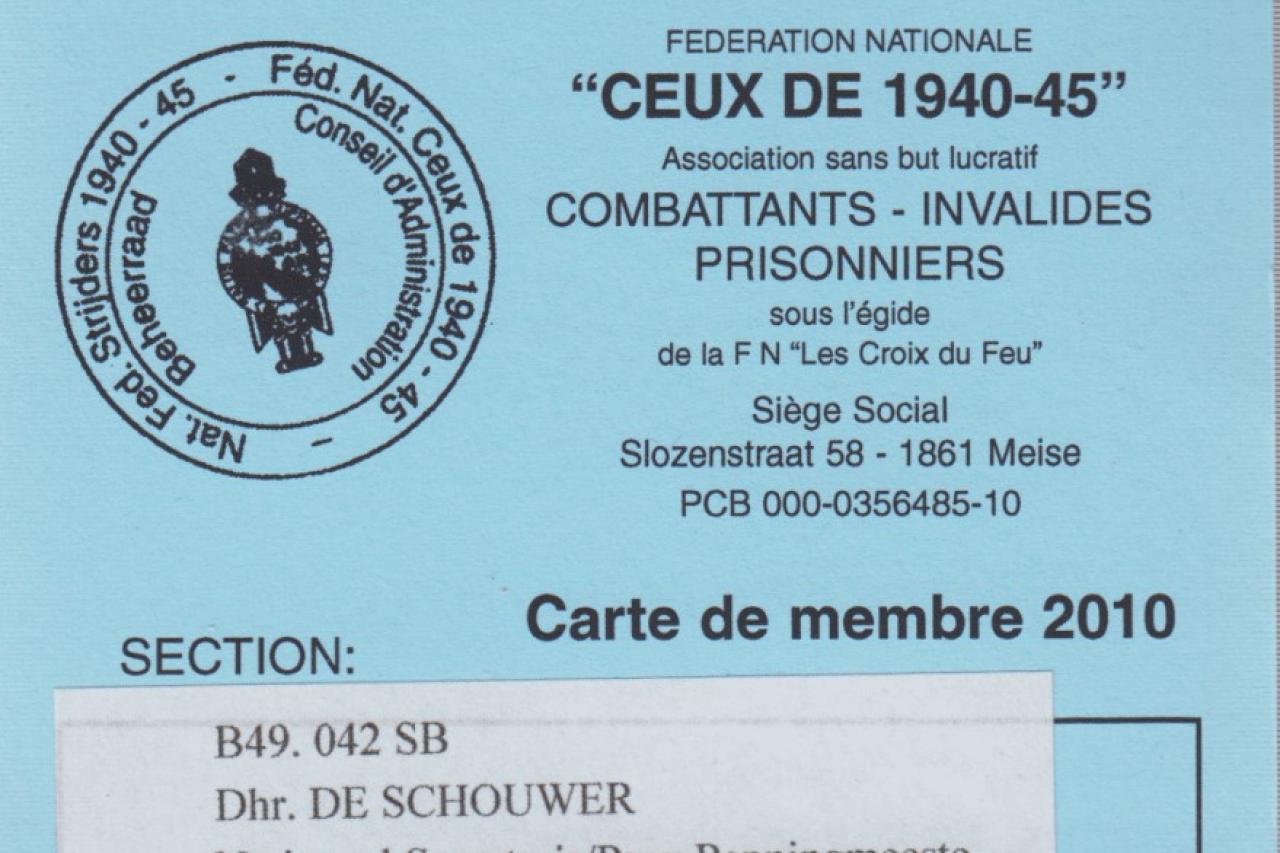 Féd. Nat. Ceux de 1940 - 45 -
Nat. Fed. Strijders 1940 - 45 -
Conseil d'Administration
Beheerraad
FEDERATION NATIONALE
“CEUX DE 1940-45”
Association sans but lucratif
COMBATTANTS - INVALIDES
PRISONNIERS
sous l’égide
de la F N “Les Croix du Feu”
Siège Social
Slozenstraat 58 - 1861 Meise
PCB 000-0356485-10
Carte de membre 2010
SECTION:
B49. 042 SB
Dhr. DE SCHOUWER